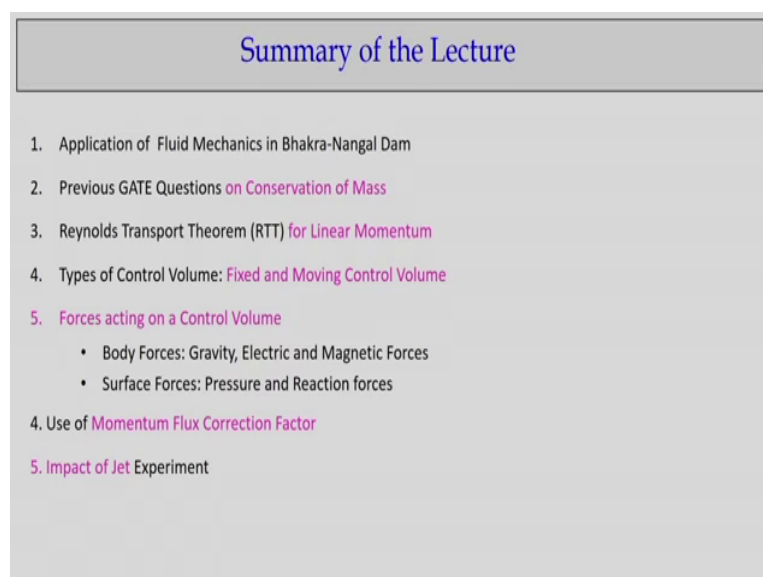 Summary of the Lecture
1. Application of Fluid Mechanics in Bhakra-Nangal Dam
2. Previous GATE Questions on Conservation of Mass
3. Reynolds Transport Theorem (RTT) for Linear Momentum
4. Types of Control Volume: Fixed and Moving Control Volume
5. Forces acting on a Control Volume
• Body Forces: Gravity, Electric and Magnetic Forces
• Surface Forces: Pressure and Reaction forces
4. Use of Momentum Flux Correction Factor
5. Impact of Jet Experiment